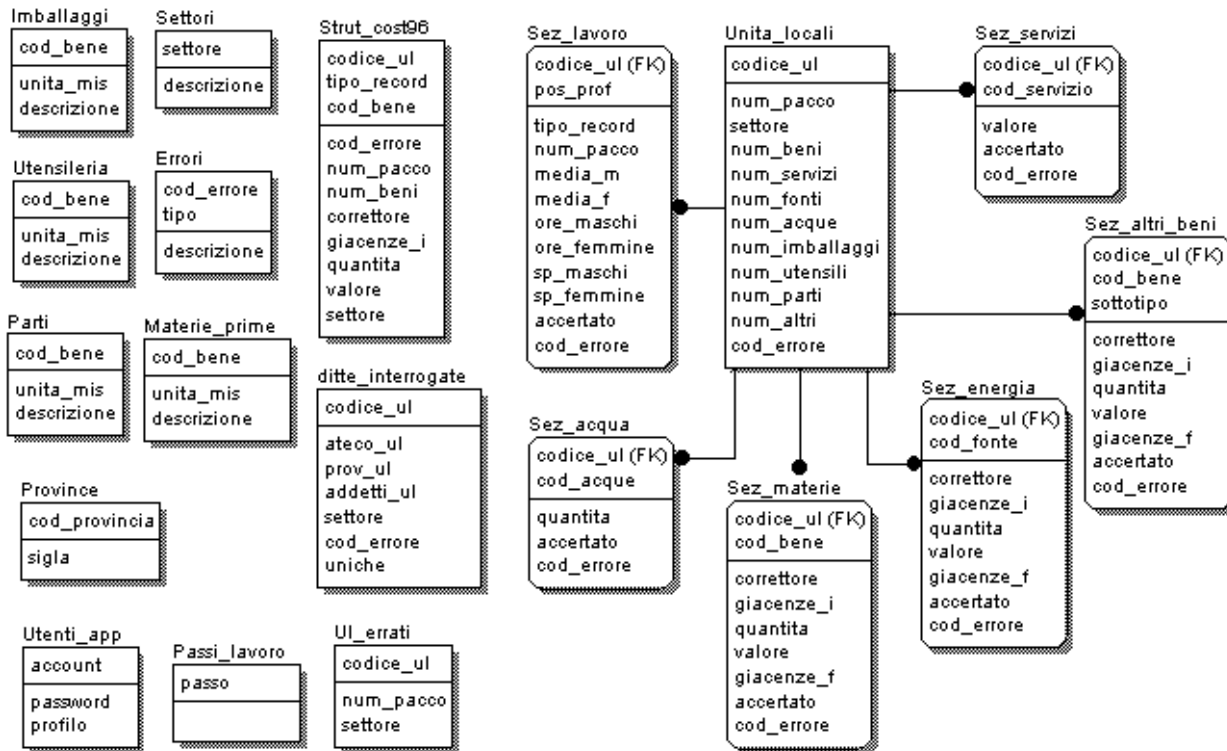 Imballaggi
cod_bene
unita_mis
descrizione
Settori
settore
descrizione
Strut_cost96
codice_ul
tipo_record
cod_bene
cod_errore
num_pacco
num_beni
correttore
giacenze_i
quantita
valore
settore
Utensileria
cod_bene
unita_mis
descrizione
Errori
cod_errore
tipo
descrizione
Parti
cod_bene
unita_mis
descrizione
Materie_prime
cod_bene
unita_mis
descrizione
ditte_interrogate
codice_ul
ateco_ul
prov_ul
addetti_ul
settore
cod_errore
uniche
Province
cod_provincia
sigla
Utenti_app
account
password
profilo
Passi_lavoro
passo
Ul_errati
codice_ul
num_pacco
settore
Sez_lavoro
codice_ul (FK)
pos_prof
tipo_record
num_pacco
media_m
media_f
ore_maschi
ore_femmine
sp_maschi
sp_femmine
accertato
cod_errore
Unita_locali
codice_ul
num_pacco
settore
num_beni
num_servizi
num_fonti
num_acque
num_imballaggi
num_utensili
num_parti
num_altri
cod_errore
Sez_servizi
codice_ul (FK)
cod_servizio
valore
accertato
cod_errore
Sez_altri_beni
codice_ul (FK)
cod_bene
sottotipo
correttore
giacenze_i
quantita
valore
giacenze_f
accertato
cod_errore
Sez_acqua
codice_ul (FK)
cod_acque
quantita
accertato
cod_errore
Sez_materie
codice_ul (FK)
cod_bene
correttore
giacenze_i
quantita
valore
giacenze_f
accertato
cod_errore
Sez_energia
codice_ul (FK)
cod_fonte
correttore
giacenze_i
quantita
valore
giacenze_f
accertato
cod_errore